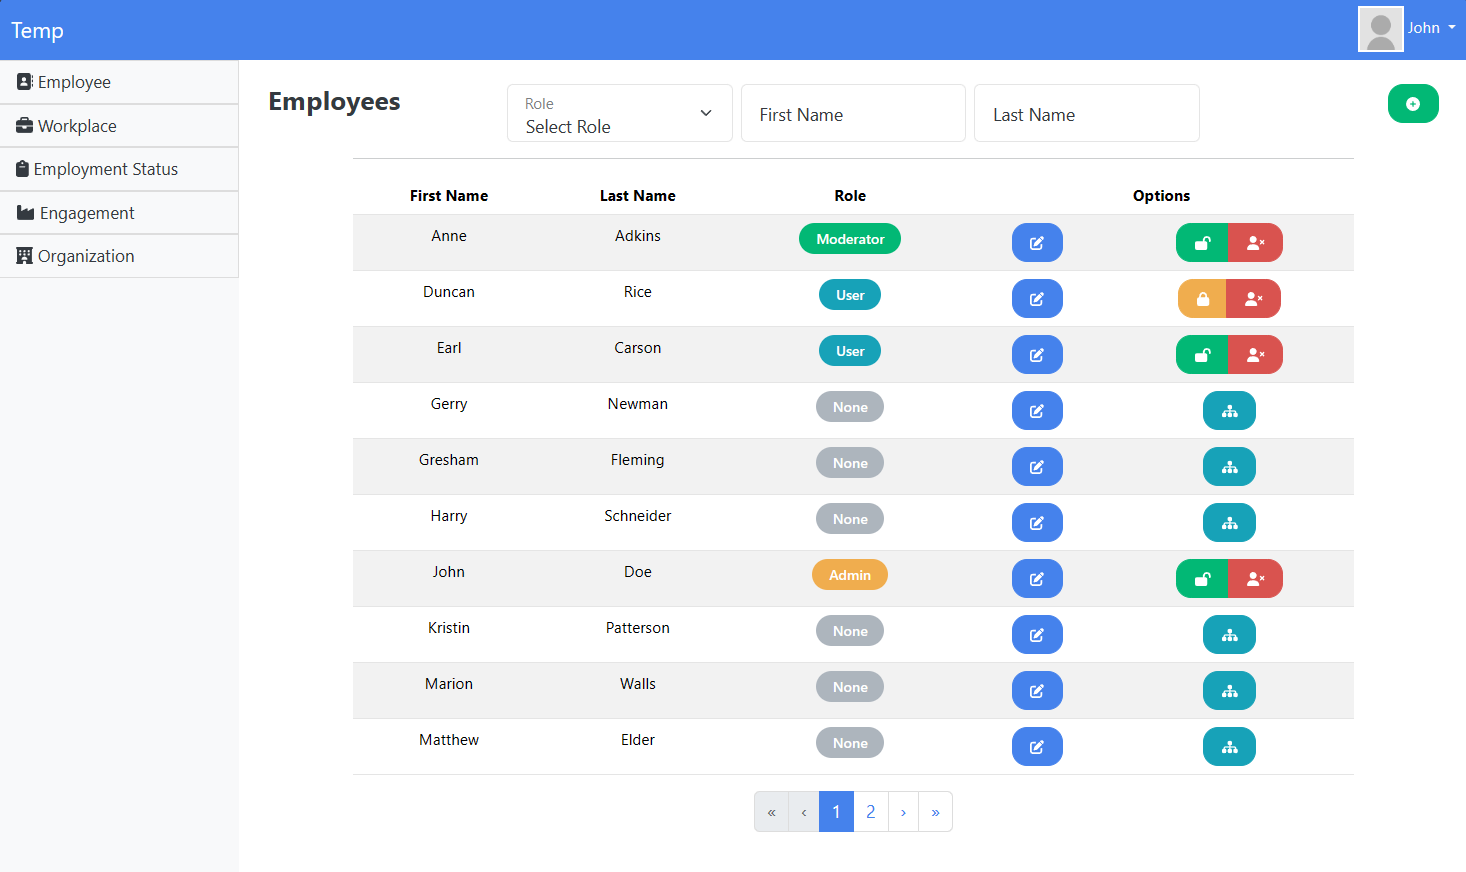 Temp
John
Employee
Workplace
Employment Status
Engagement
Organization
Employees
Role
Select Role
First Name
Last Name
First Name Last Name Role Options
Anne Adkins Moderator
Duncan Rice User
Earl Carson User
Gerry Newman None
Gresham Fleming None
Harry Schneider None
John Doe Admin
Kristin Patterson None
Marion Walls None
Matthew Elder None
« ‹ 1 2 › »